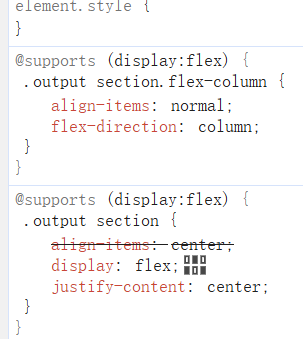 element.style {
}
@supports (display:flex) {
.output section.flex-column {
align-items: normal;
flex-direction: column;
}
}
@supports (display:flex) {
.output section {
align-items: center;
display: flex;
justify-content: center;
}
}